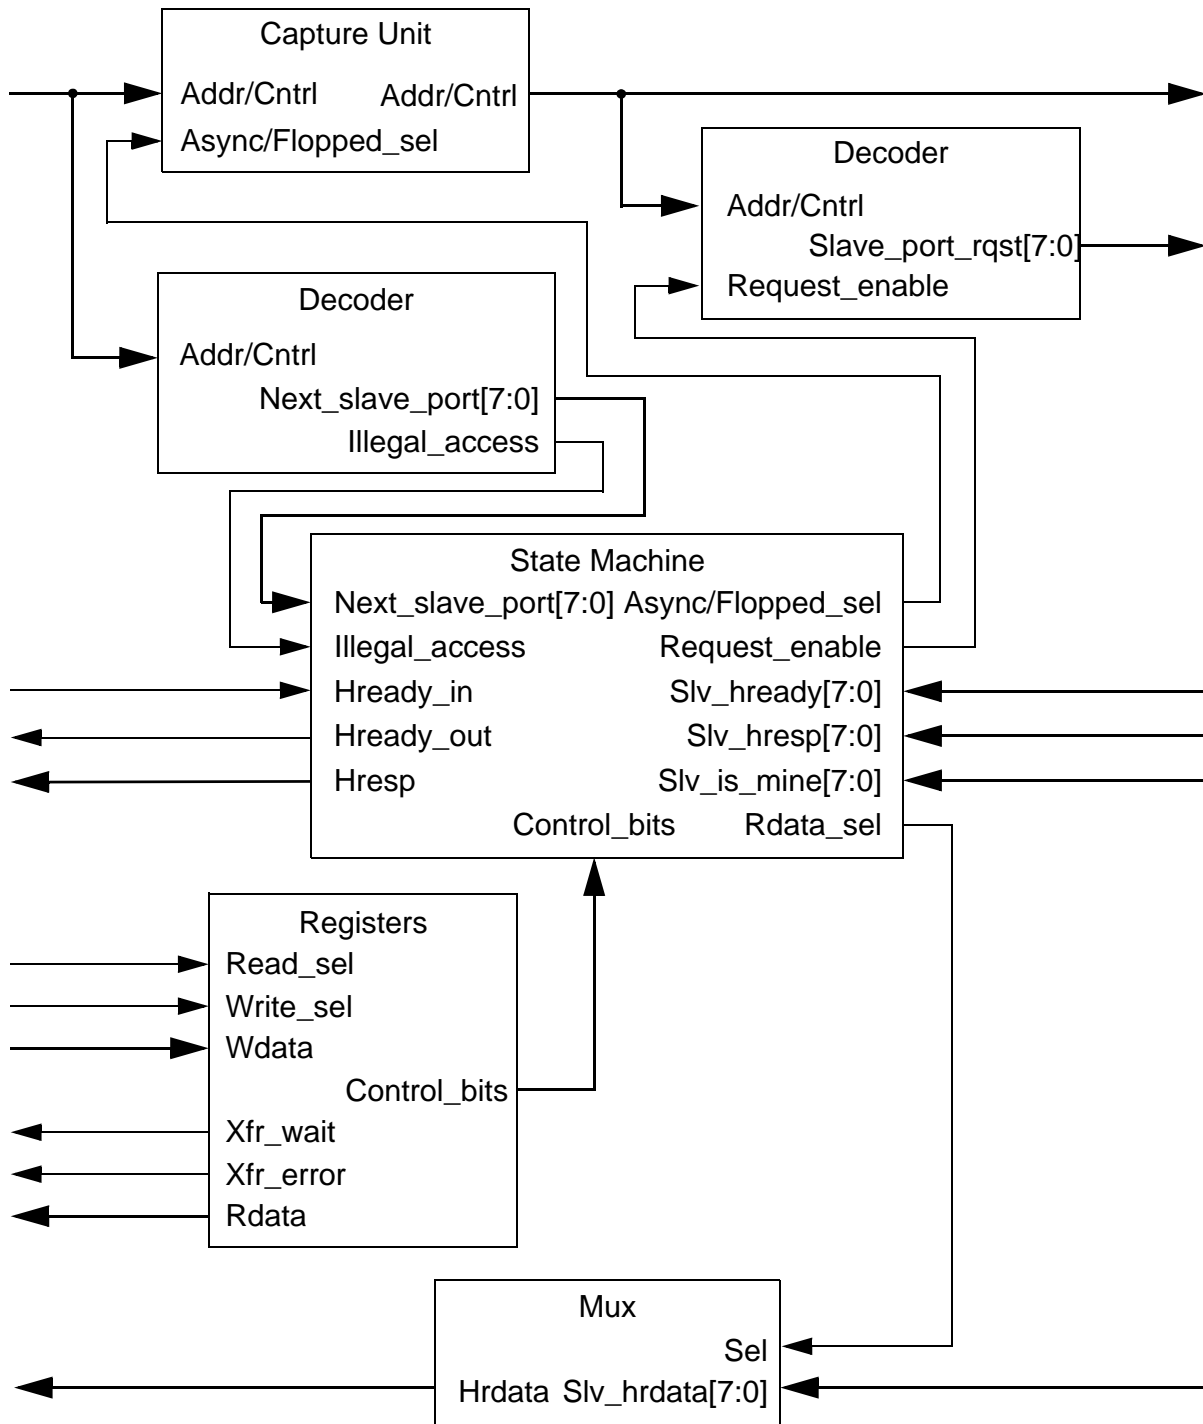 Capture Unit
Addr/Cntrl Addr/Cntrl
Async/Flopped_sel
Decoder
Addr/Cntrl
Slave_port_rqst[7:0]
Request_enable
Decoder
Addr/Cntrl
Next_slave_port[7:0]
Illegal_access
State Machine
Next_slave_port[7:0] Async/Flopped_sel
Illegal_access Request_enable
Hready_in Slv_hready[7:0]
Hready_out Slv_hresp[7:0]
Hresp Slv_is_mine[7:0]
Control_bits Rdata_sel
Registers
Read_sel
Write_sel
Wdata
Control_bits
Xfr_wait
Xfr_error
Rdata
Mux
Sel
Hrdata Slv_hrdata[7:0]